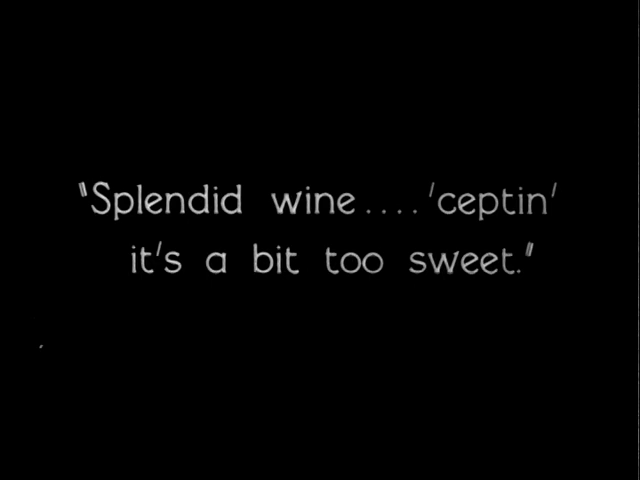 "Splendid wine....'ceptin'
it's a bit too sweet."